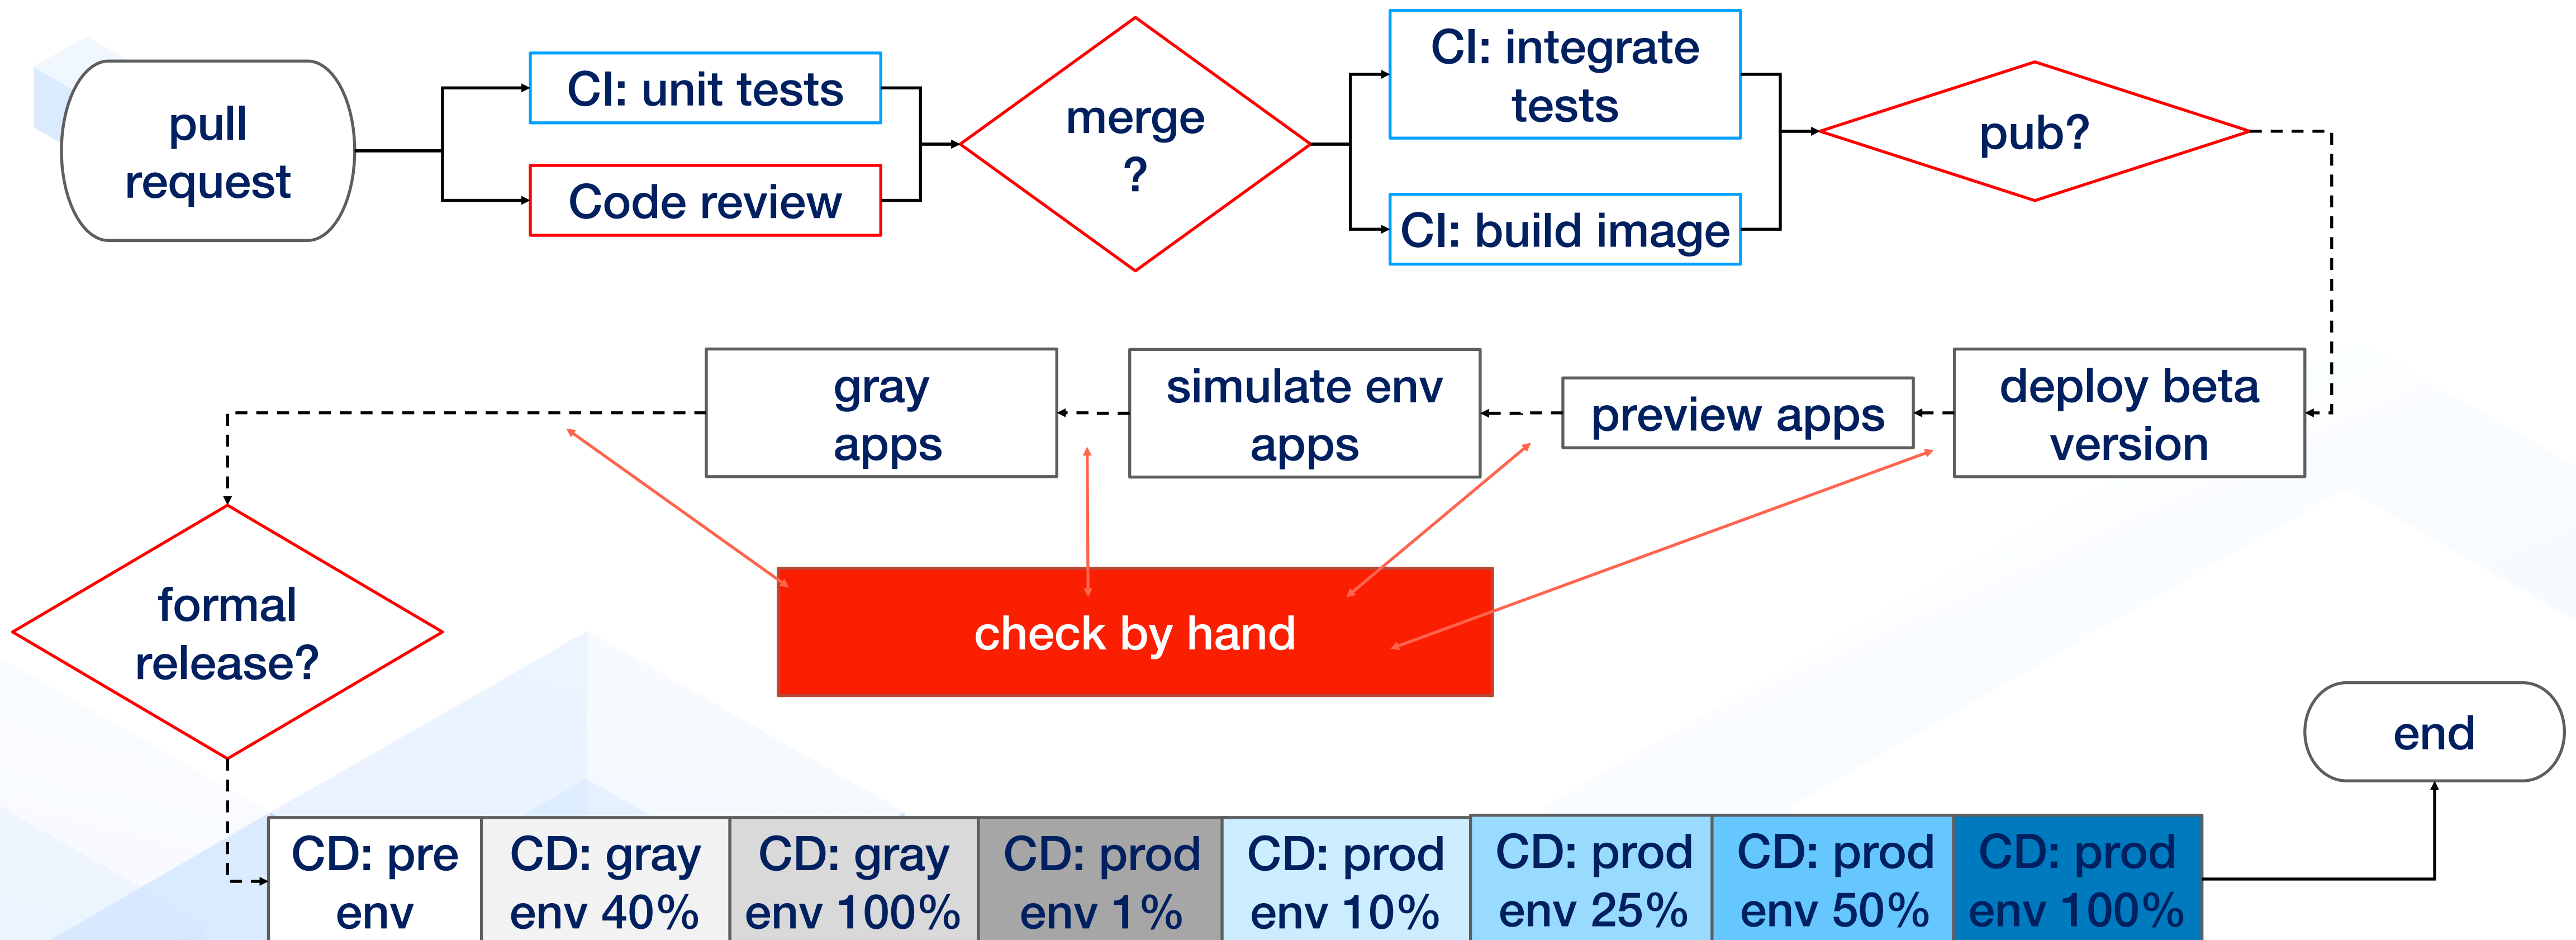 pull
request
CI: unit tests
Code review
merge
?
CI: integrate
tests
CI: build image
pub?
deploy beta
version
preview apps
simulate env
apps
gray
apps
check by hand
formal
release?
CD: pre
env
CD: gray
env 40%
CD: gray
env 100%
CD: prod
env 1%
CD: prod
env 10%
CD: prod
env 25%
CD: prod
env 50%
CD: prod
env 100%
end